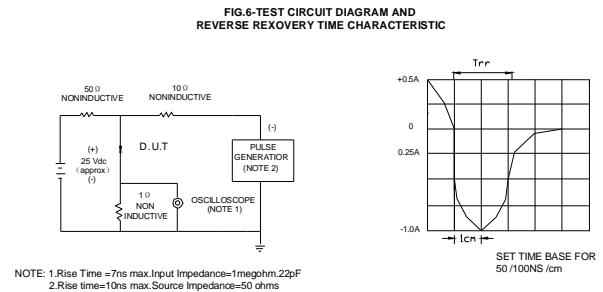 FIG.6-TEST CIRCUIT DIAGRAM AND
REVERSE REXOVERY TIME CHARACTERISTIC
50 Ω
NONINDUCTIVE
10 Ω
NONINDUCTIVE
(+)
25 Vdc
(approx)
(-)
D.U.T
1 Ω
NON
INDUCTIVE
OSCILLOSCOPE
(NOTE 1)
(-)
PULSE
GENERATIOR
(NOTE 2)
Trr
+0.5A
0
0.25A
-1.0A
1cm
SET TIME BASE FOR
50 /100NS /cm
NOTE: 1.Rise Time =7ns max.Input Impedance=1megohm.22pF
2.Rise time=10ns max.Source Impedance=50 ohms